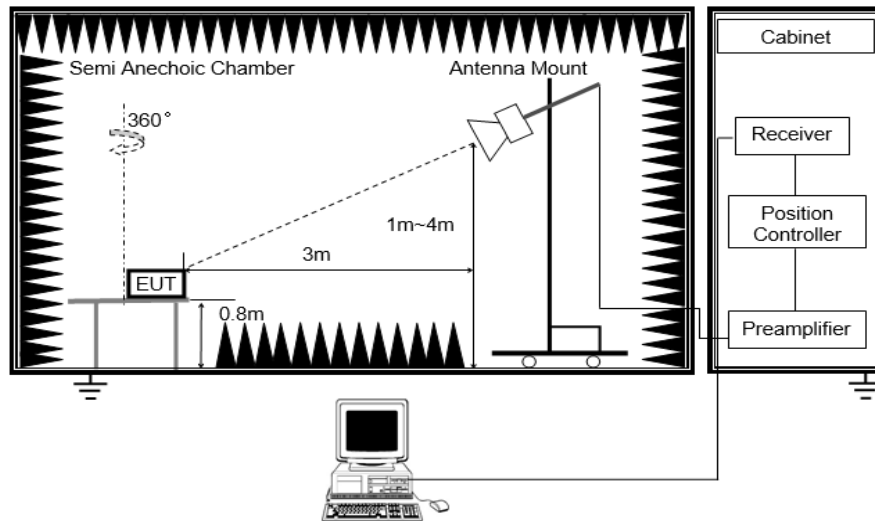 Semi Anechoic Chamber
Antenna Mount
Cabinet
360°
Receiver
1m~4m
Position
Controller
3m
EUT
0.8m
Preamplifier